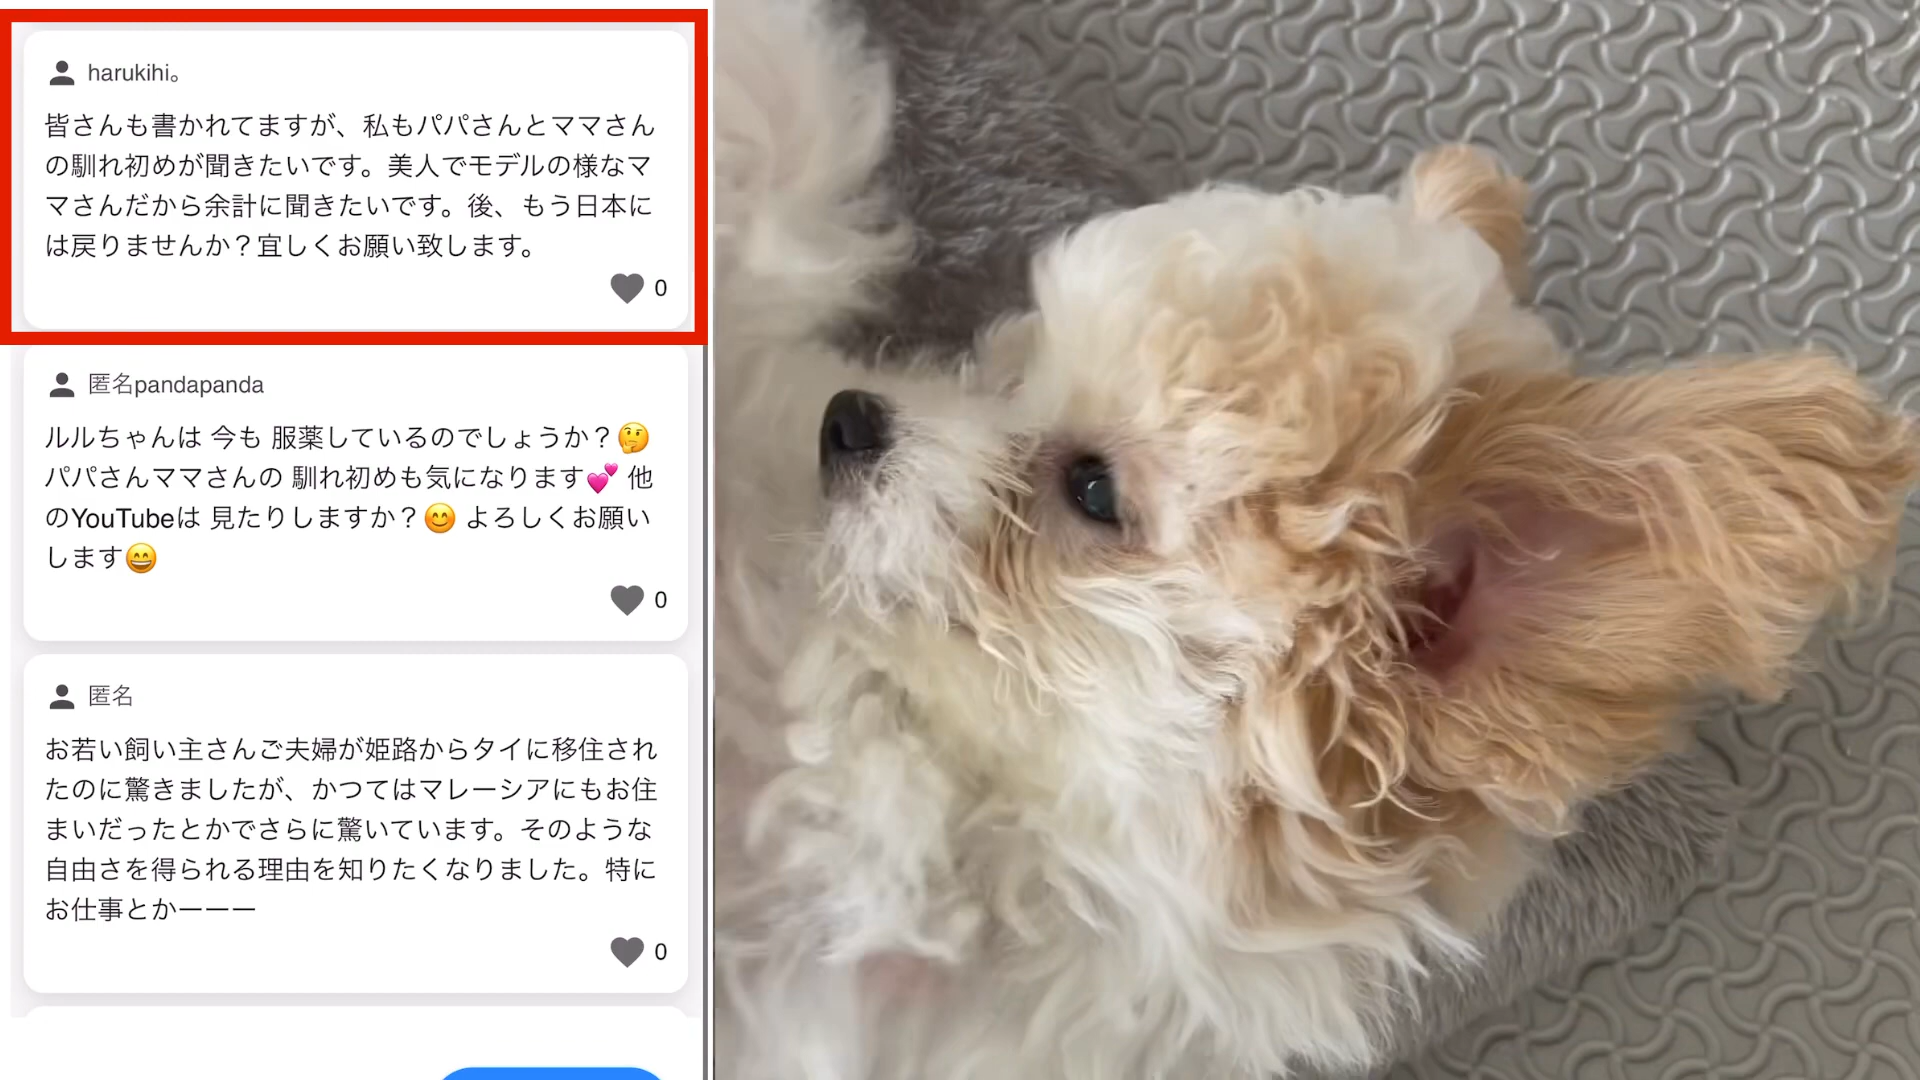 harukihi。
皆さんも書かれてますが、私もパパさんとママさん
の馴れ初めが聞きたいです。美人でモデルの様なマ
マさんだから余計に聞きたいです。後、もう日本に
は戻りませんか？宜しくお願い致します。
0
匿名pandapanda
ルルちゃんは 今も 服薬しているのでしょうか？🤔
パパさんママさんの 馴れ初めも気になります💕 他
のYouTubeは 見たりしますか？😊 よろしくお願い
します😄
0
匿名
お若い飼い主さんご夫婦が姫路からタイに移住され
たのに驚きましたが、かつてはマレーシアにもお住
まいだったとかでさらに驚いています。そのような
自由さを得られる理由を知りたくなりました。特に
お仕事とかーーー
0